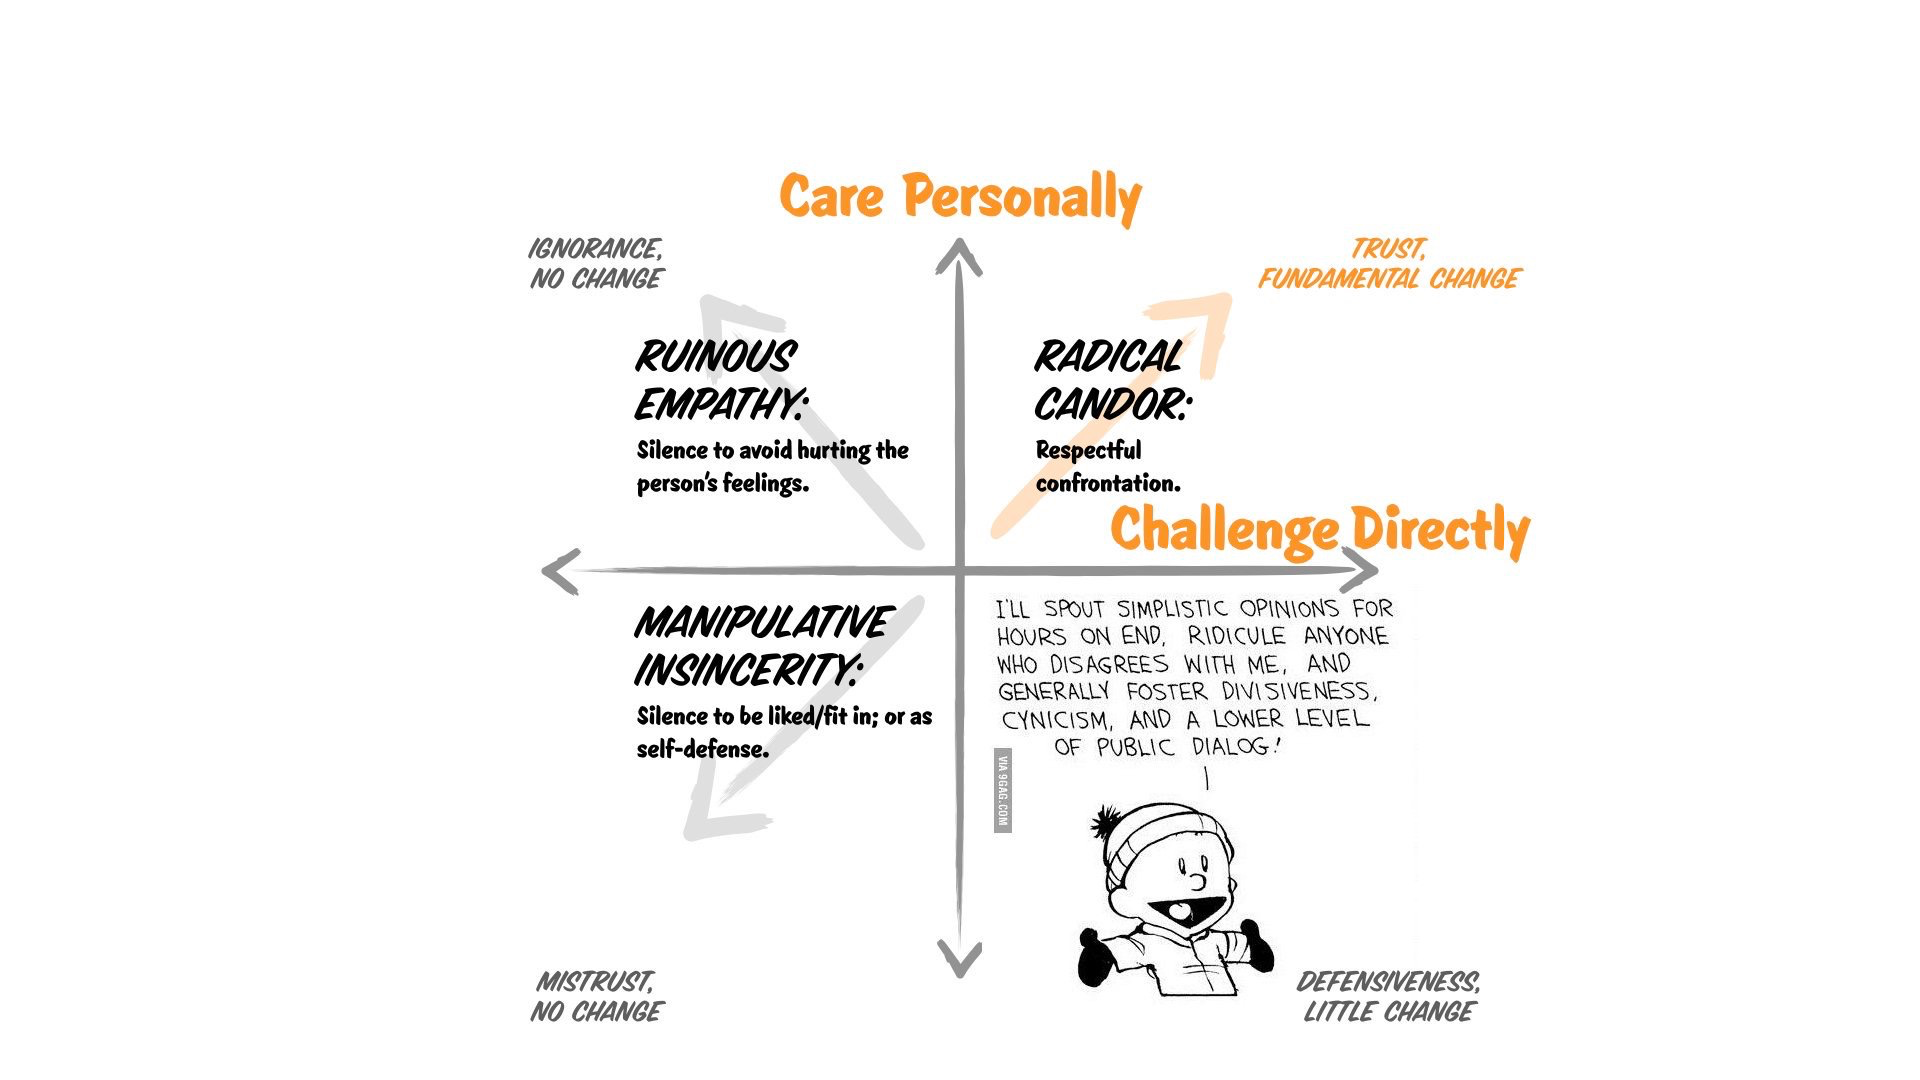 Care Personally
IGNORANCE,
NO CHANGE
TRUST,
FUNDAMENTAL CHANGE
RUINOUS
EMPATHY:
Silence to avoid hurting the
person's feelings.
RADICAL
CANDOR:
Respectful
confrontation.
Challenge Directly
MANIPULATIVE
INSINCERITY:
Silence to be liked/fit in; or as
self-defense.
I'LL SPOUT SIMPLISTIC OPINIONS FOR
HOURS ON END, RIDICULE ANYONE
WHO DISAGREES WITH ME, AND
GENERALLY FOSTER DIVISIVENESS,
CYNICISM, AND A LOWER LEVEL
OF PUBLIC DIALOG!
VIA 9GAG.COM
MISTRUST,
NO CHANGE
DEFENSIVENESS,
LITTLE CHANGE